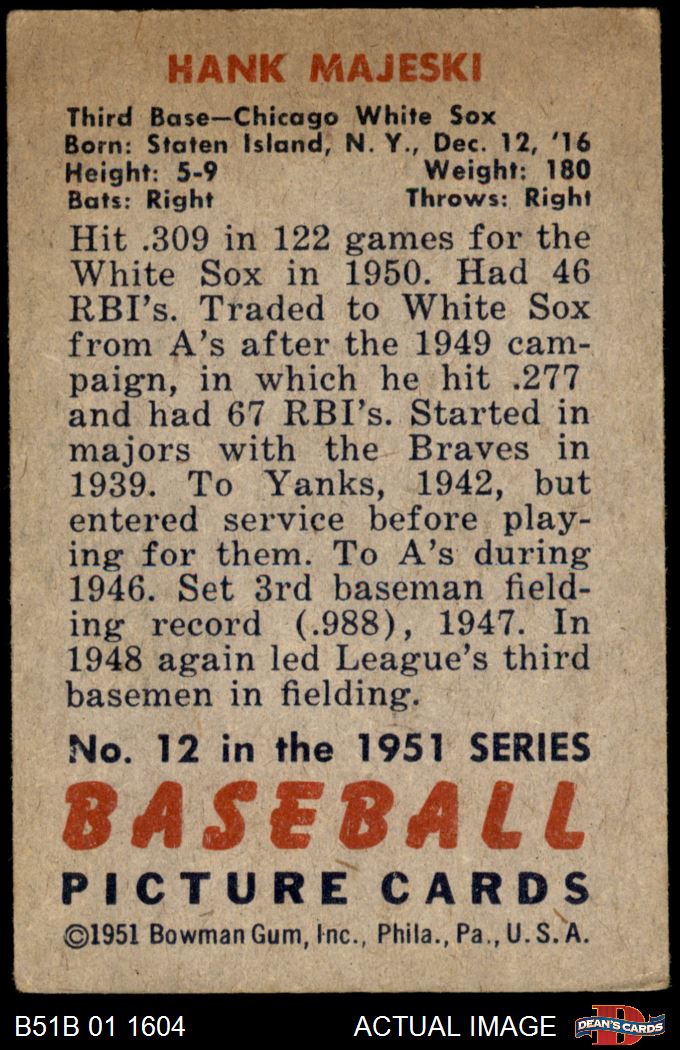 HANK MAJESKI
Third Base—Chicago White Sox
Born: Staten Island, N. Y., Dec. 12, '16
Height: 5-9 Weight: 180
Bats: Right Throws: Right
Hit .309 in 122 games for the
White Sox in 1950. Had 46
RBI's. Traded to White Sox
from A's after the 1949 cam-
paign, in which he hit .277
and had 67 RBI's. Started in
majors with the Braves in
1939. To Yanks, 1942, but
entered service before play-
ing for them. To A's during
1946. Set 3rd baseman field-
ing record (.988), 1947. In
1948 again led League's third
basemen in fielding.
No. 12 in the 1951 SERIES
BASEBALL
PICTURE CARDS
©1951 Bowman Gum, Inc., Phila., Pa., U. S. A.
B51B 01 1604 ACTUAL IMAGE DEAN'S CARDS